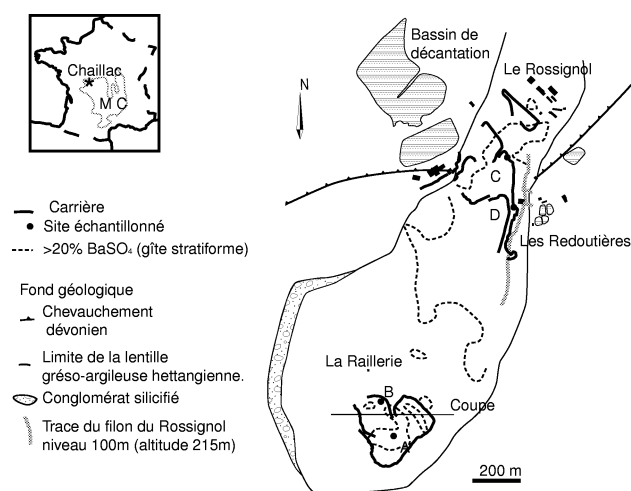 Chaillac
M C
Bassin de
décantation
Le Rossignol
N
C
D
Les Redoutières
La Raillerie
B
Coupe
A
200 m
Carrière
Site échantillonné
>20% BaSO₄ (gîte stratiforme)
Fond géologique
Chevauchement
dévonien
Limite de la lentille
gréso-argileuse hettangienne.
Conglomérat silicifié
Trace du filon du Rossignol
niveau 100m (altitude 215m)